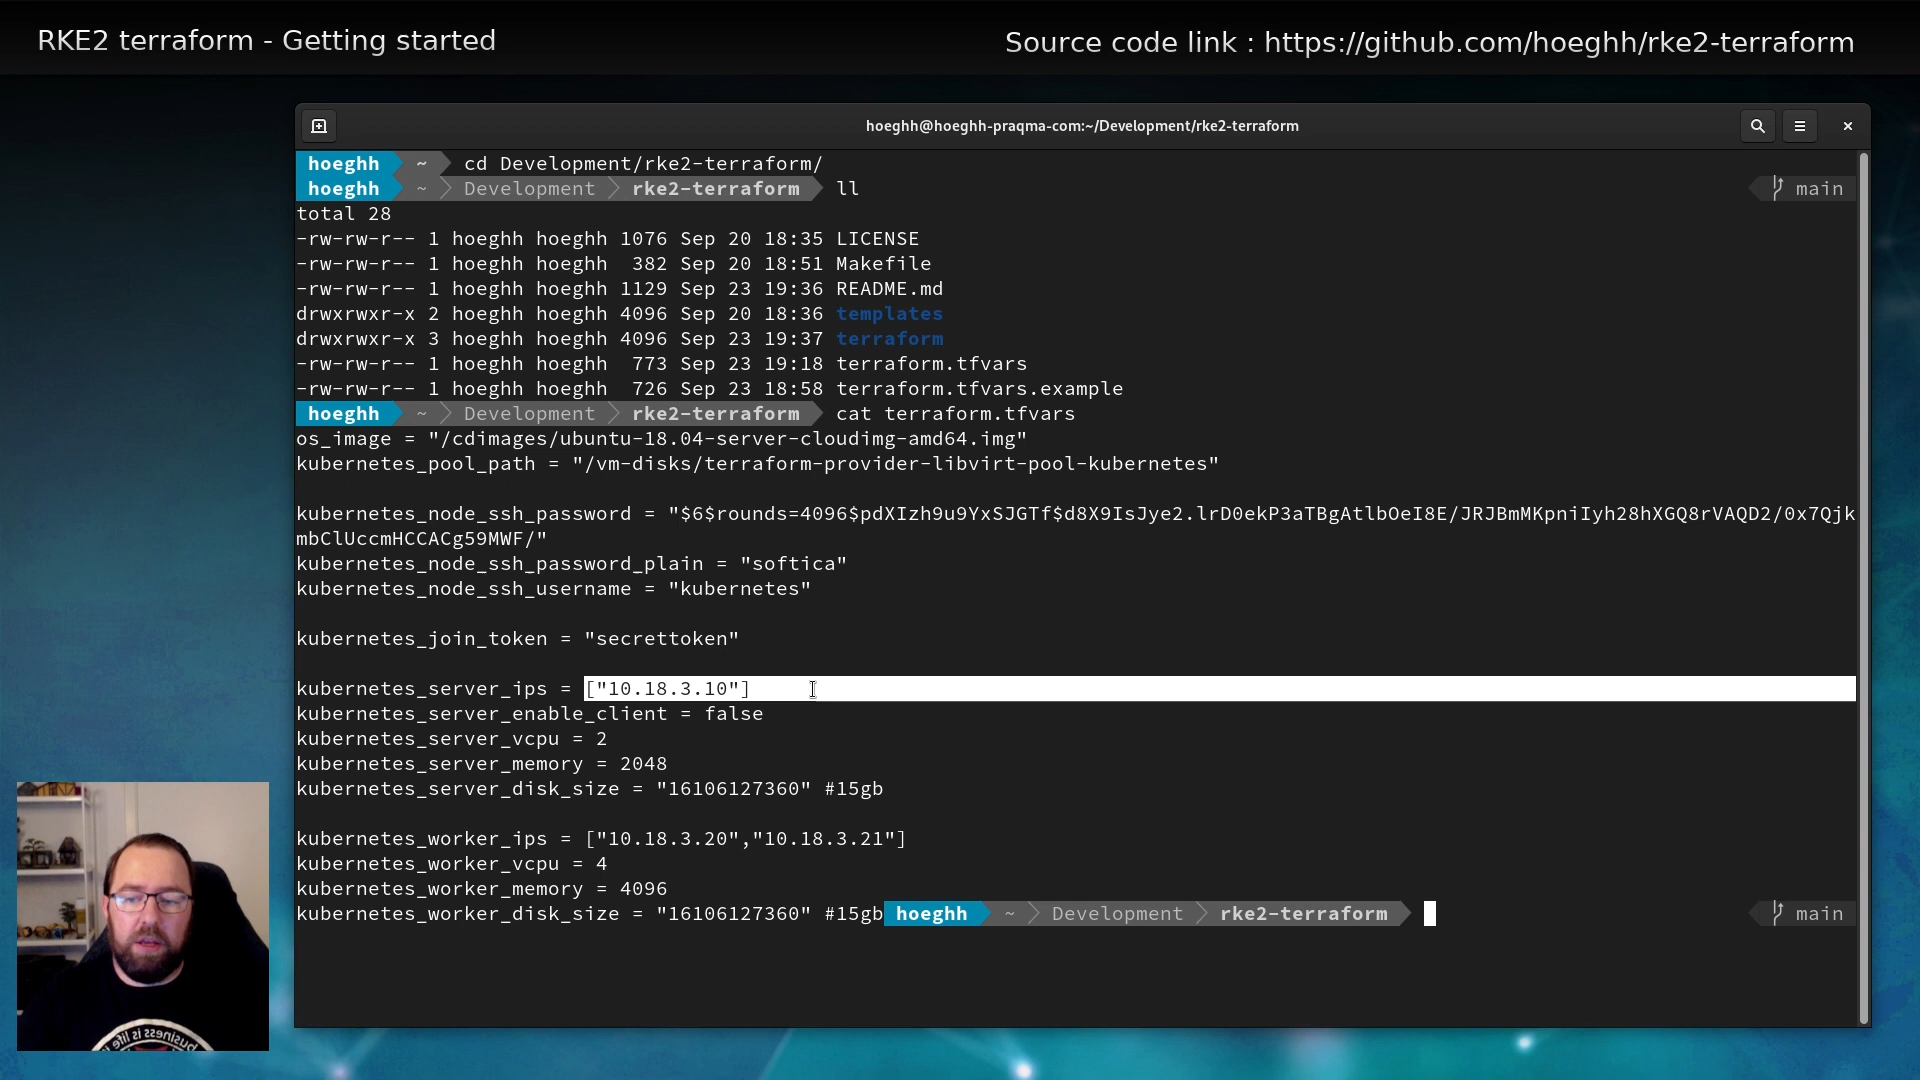 RKE2 terraform - Getting started
Source code link : https://github.com/hoeghh/rke2-terraform
hoeghh@hoeghh-praqma-com:~/Development/rke2-terraform
hoeghh ~ cd Development/rke2-terraform/
hoeghh ~ Development rke2-terraform ll main
total 28
-rw-rw-r-- 1 hoeghh hoeghh 1076 Sep 20 18:35 LICENSE
-rw-rw-r-- 1 hoeghh hoeghh 382 Sep 20 18:51 Makefile
-rw-rw-r-- 1 hoeghh hoeghh 1129 Sep 23 19:36 README.md
drwxrwxr-x 2 hoeghh hoeghh 4096 Sep 20 18:36 templates
drwxrwxr-x 3 hoeghh hoeghh 4096 Sep 23 19:37 terraform
-rw-rw-r-- 1 hoeghh hoeghh 773 Sep 23 19:18 terraform.tfvars
-rw-rw-r-- 1 hoeghh hoeghh 726 Sep 23 18:58 terraform.tfvars.example
hoeghh ~ Development rke2-terraform cat terraform.tfvars
os_image = "/cdimages/ubuntu-18.04-server-cloudimg-amd64.img"
kubernetes_pool_path = "/vm-disks/terraform-provider-libvirt-pool-kubernetes"
kubernetes_node_ssh_password = "$6$rounds=4096$pdXIzh9u9YxSJGTf$d8X9IsJye2.lrD0ekP3aTBgAtlbOeI8E/JRJBmMKpniIyh28hXGQ8rVAQD2/0x7Qjk
mbClUccmHCCACg59MWF/"
kubernetes_node_ssh_password_plain = "softica"
kubernetes_node_ssh_username = "kubernetes"
kubernetes_join_token = "secrettoken"
kubernetes_server_ips = ["10.18.3.10"]
kubernetes_server_enable_client = false
kubernetes_server_vcpu = 2
kubernetes_server_memory = 2048
kubernetes_server_disk_size = "16106127360" #15gb
kubernetes_worker_ips = ["10.18.3.20","10.18.3.21"]
kubernetes_worker_vcpu = 4
kubernetes_worker_memory = 4096
kubernetes_worker_disk_size = "16106127360" #15gb hoeghh ~ Development rke2-terraform main
business is life